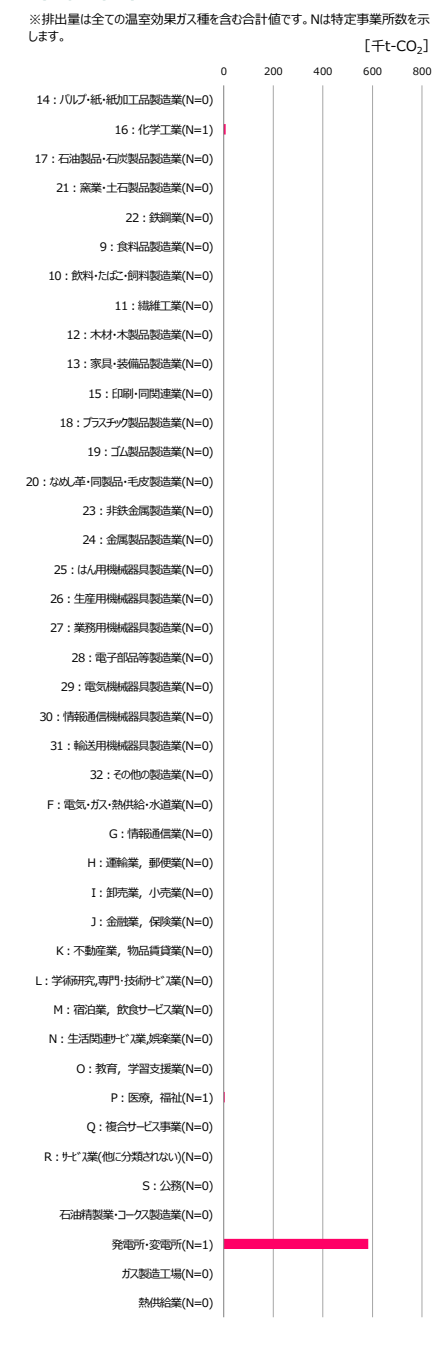 ※排出量は全ての温室効果ガス種を含む合計値です。Nは特定事業所数を示
します。
[千t-CO₂]
0 200 400 600 800
14：パルプ・紙・紙加工品製造業(N=0)
16：化学工業(N=1)
17：石油製品・石炭製品製造業(N=0)
21：窯業・土石製品製造業(N=0)
22：鉄鋼業(N=0)
9：食料品製造業(N=0)
10：飲料・たばこ・飼料製造業(N=0)
11：繊維工業(N=0)
12：木材・木製品製造業(N=0)
13：家具・装備品製造業(N=0)
15：印刷・同関連業(N=0)
18：プラスチック製品製造業(N=0)
19：ゴム製品製造業(N=0)
20：なめし革・同製品・毛皮製造業(N=0)
23：非鉄金属製造業(N=0)
24：金属製品製造業(N=0)
25：はん用機械器具製造業(N=0)
26：生産用機械器具製造業(N=0)
27：業務用機械器具製造業(N=0)
28：電子部品等製造業(N=0)
29：電気機械器具製造業(N=0)
30：情報通信機械器具製造業(N=0)
31：輸送用機械器具製造業(N=0)
32：その他の製造業(N=0)
F：電気・ガス・熱供給・水道業(N=0)
G：情報通信業(N=0)
H：運輸業，郵便業(N=0)
I：卸売業，小売業(N=0)
J：金融業，保険業(N=0)
K：不動産業，物品賃貸業(N=0)
L：学術研究,専門・技術ｻｰﾋﾞｽ業(N=0)
M：宿泊業，飲食サービス業(N=0)
N：生活関連ｻｰﾋﾞｽ業,娯楽業(N=0)
O：教育，学習支援業(N=0)
P：医療，福祉(N=1)
Q：複合サービス事業(N=0)
R：ｻｰﾋﾞｽ業(他に分類されない)(N=0)
S：公務(N=0)
石油精製業・コークス製造業(N=0)
発電所・変電所(N=1)
ガス製造工場(N=0)
熱供給業(N=0)